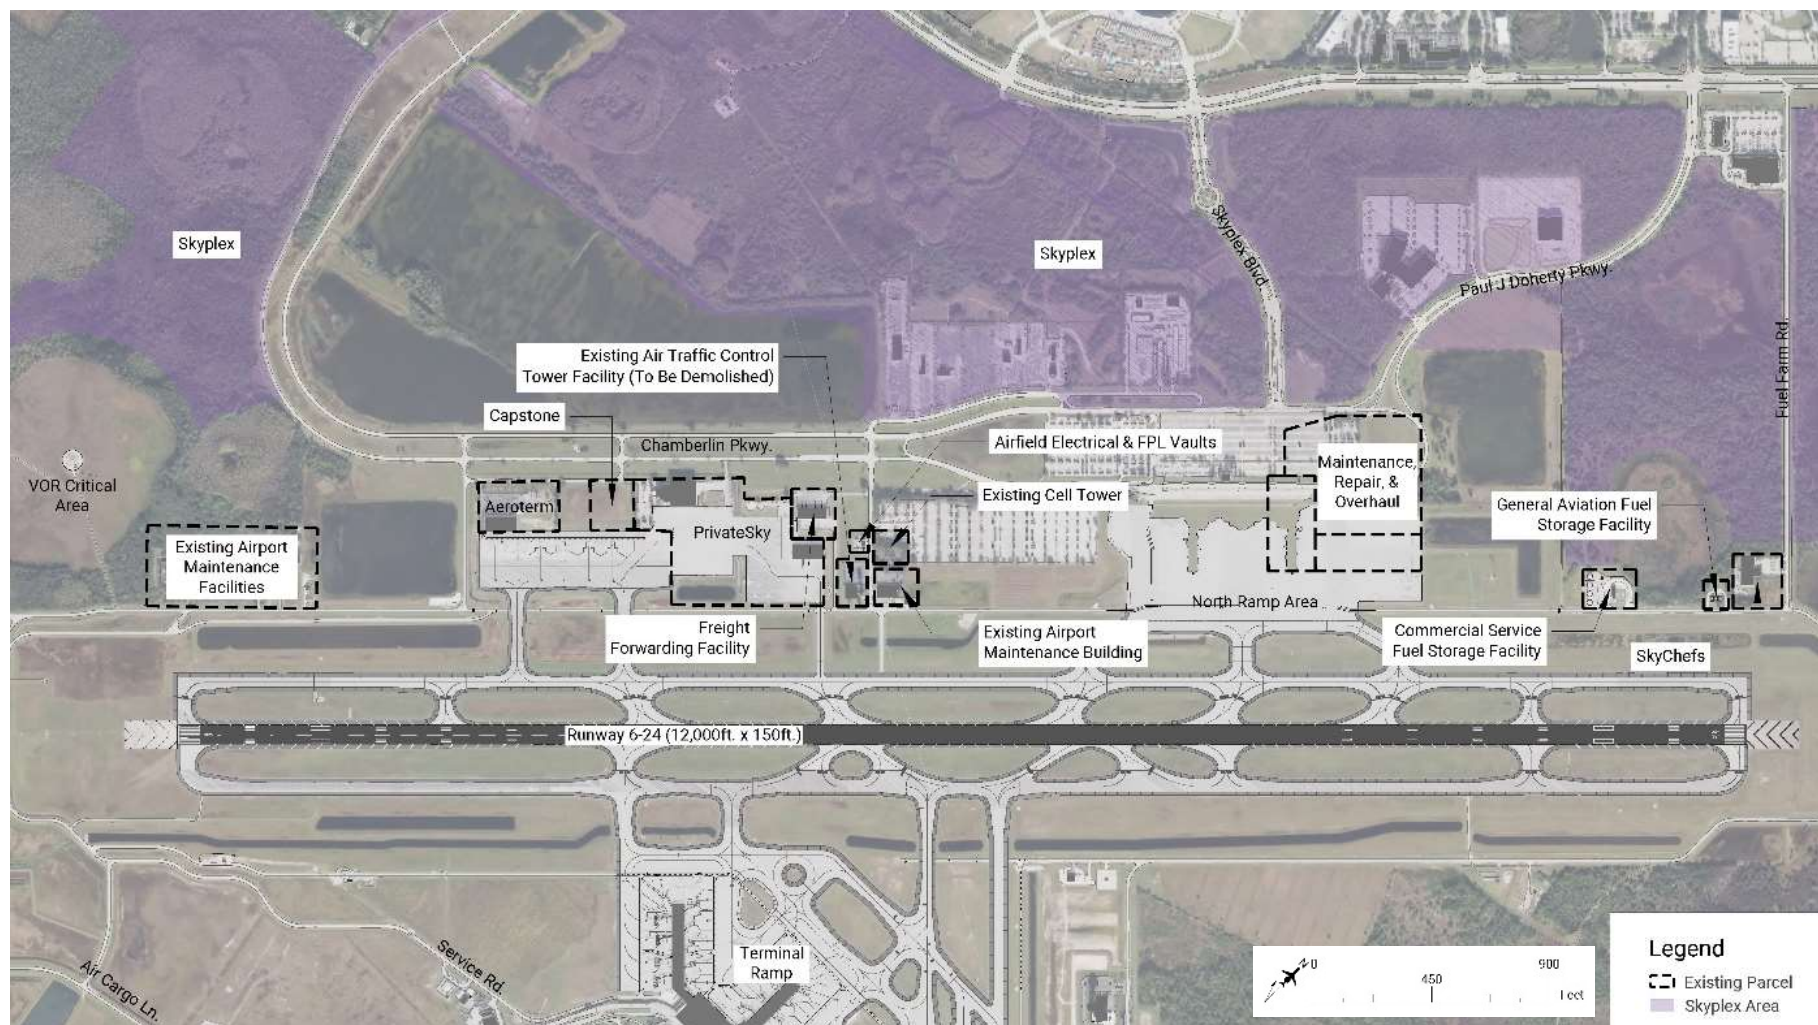 Skyplex
Skyplex
Skyplex Blvd.
Paul J Doherty Pkwy.
Fuel Farm Rd.
Existing Air Traffic Control
Tower Facility (To Be Demolished)
Capstone
Chamberlin Pkwy.
Airfield Electrical & FPL Vaults
Existing Cell Tower
Maintenance,
Repair, &
Overhaul
VOR Critical
Area
Aeroterm
PrivateSky
General Aviation Fuel
Storage Facility
Existing Airport
Maintenance
Facilities
North Ramp Area
Freight
Forwarding Facility
Existing Airport
Maintenance Building
Commercial Service
Fuel Storage Facility
SkyChefs
Runway 6-24 (12,000ft. x 150ft.)
Terminal
Ramp
Service Rd.
Air Cargo Ln.
N
0
450
900
Feet
Legend
Existing Parcel
Skyplex Area